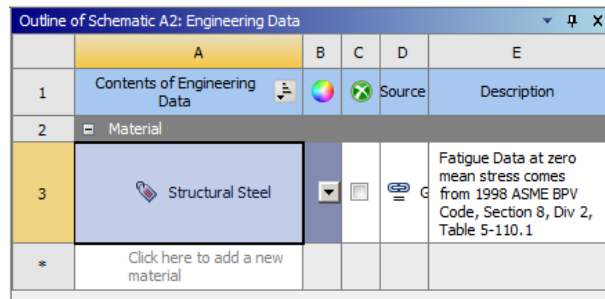 Outline of Schematic A2: Engineering Data
A B C D E
1 Contents of Engineering Data Source Description
2 Material
3 Structural Steel Fatigue Data at zero
mean stress comes
from 1998 ASME BPV
Code, Section 8, Div 2,
Table 5-110.1
* Click here to add a new
material